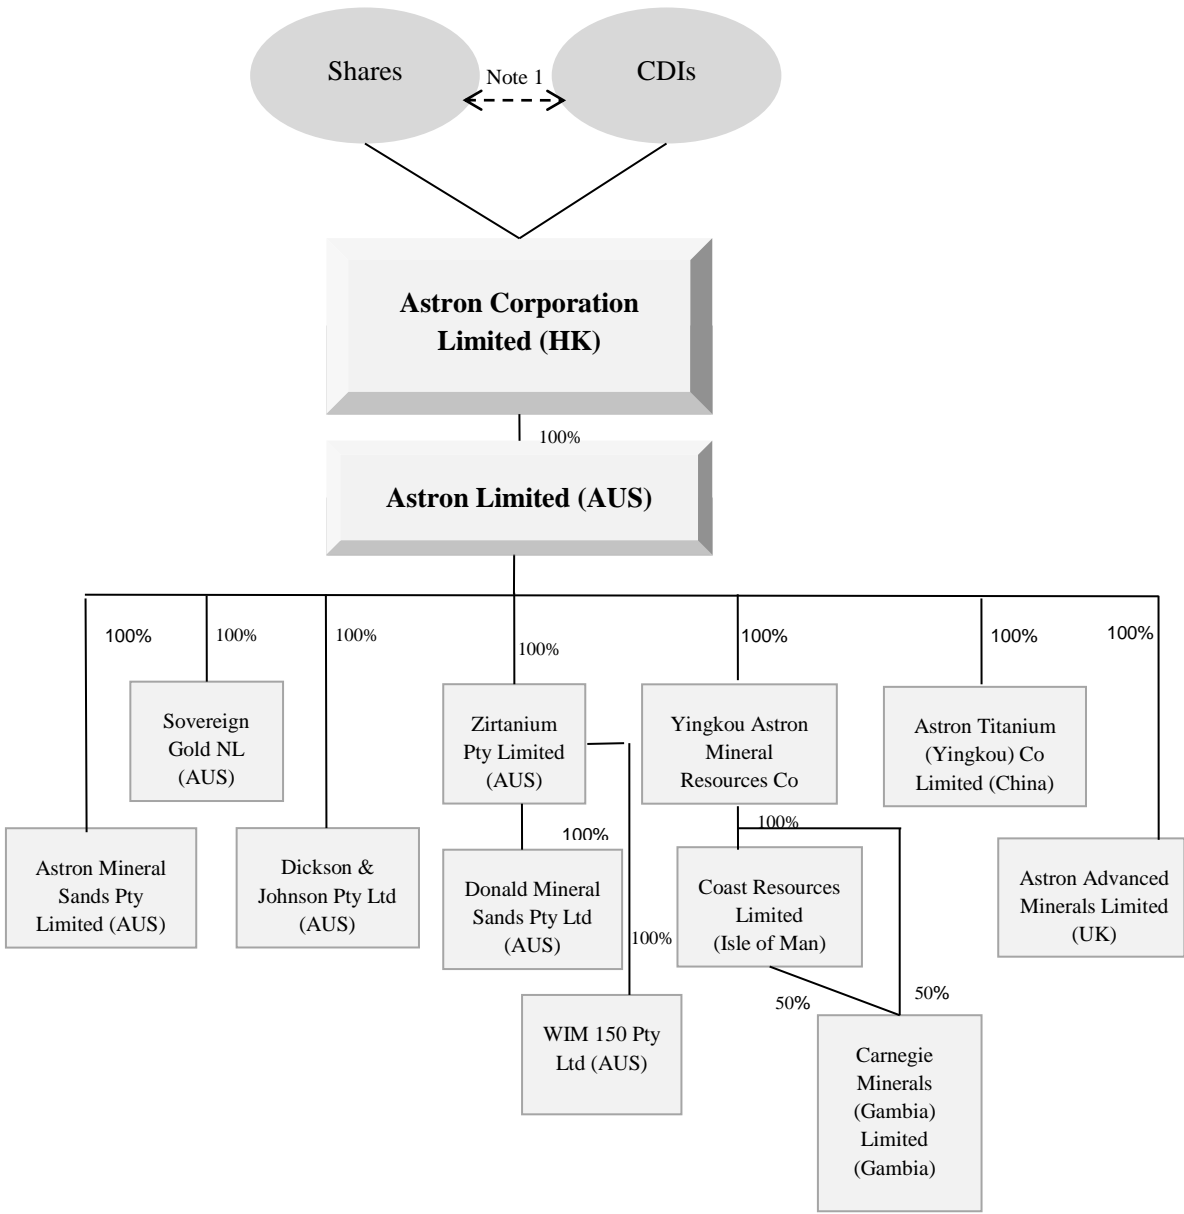 Shares
Note 1
CDIs
Astron Corporation
Limited (HK)
100%
Astron Limited (AUS)
100%
100%
100%
100%
100%
100%
100%
Sovereign
Gold NL
(AUS)
Zirtanium
Pty Limited
(AUS)
Yingkou Astron
Mineral
Resources Co
Astron Titanium
(Yingkou) Co
Limited (China)
100%
100%
Astron Mineral
Sands Pty
Limited (AUS)
Dickson &
Johnson Pty Ltd
(AUS)
Donald Mineral
Sands Pty Ltd
(AUS)
Coast Resources
Limited
(Isle of Man)
Astron Advanced
Minerals Limited
(UK)
100%
50%
50%
WIM 150 Pty
Ltd (AUS)
Carnegie
Minerals
(Gambia)
Limited
(Gambia)